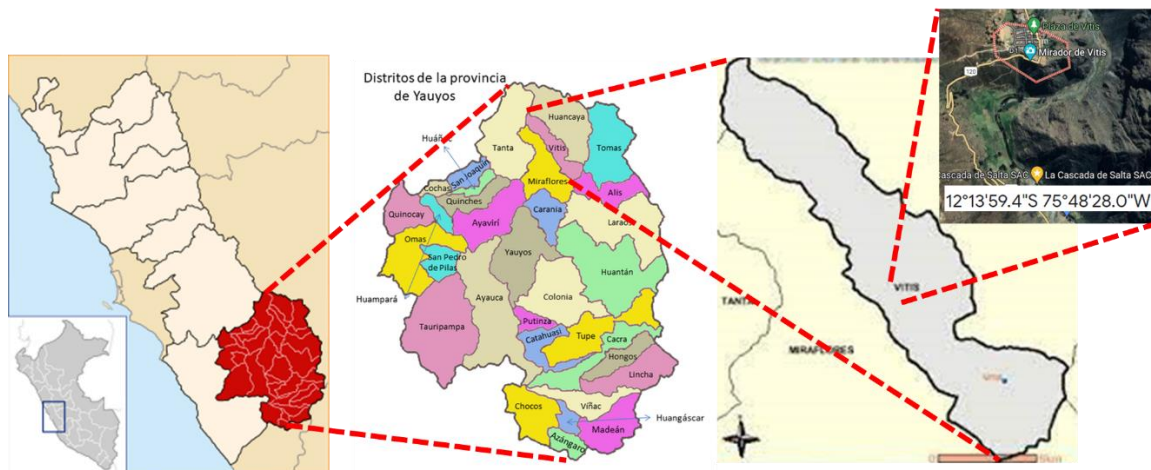 Distritos de la provincia
de Yauyos
Huancaya
Tanta
Vitis
Tomas
San Joaquín
Miraflores
Alis
Cochas
Quinches
Carania
Quinocay
Ayavirí
Laraos
Omas
San Pedro
de Pilas
Yauyos
Huantán
Huampará
Ayauca
Colonia
Tauripampa
Putinza
Catahuasi
Tupe
Cacra
Hongos
Lincha
Chocos
Viñac
Huangáscar
Madeán
Azángaro
VITIS
MIRAFLORES
Plaza de Vitis
Mirador de Vitis
120
Cascada de Salta SAC
La Cascada de Salta SAC
12°13'59.4"S 75°48'28.0"W